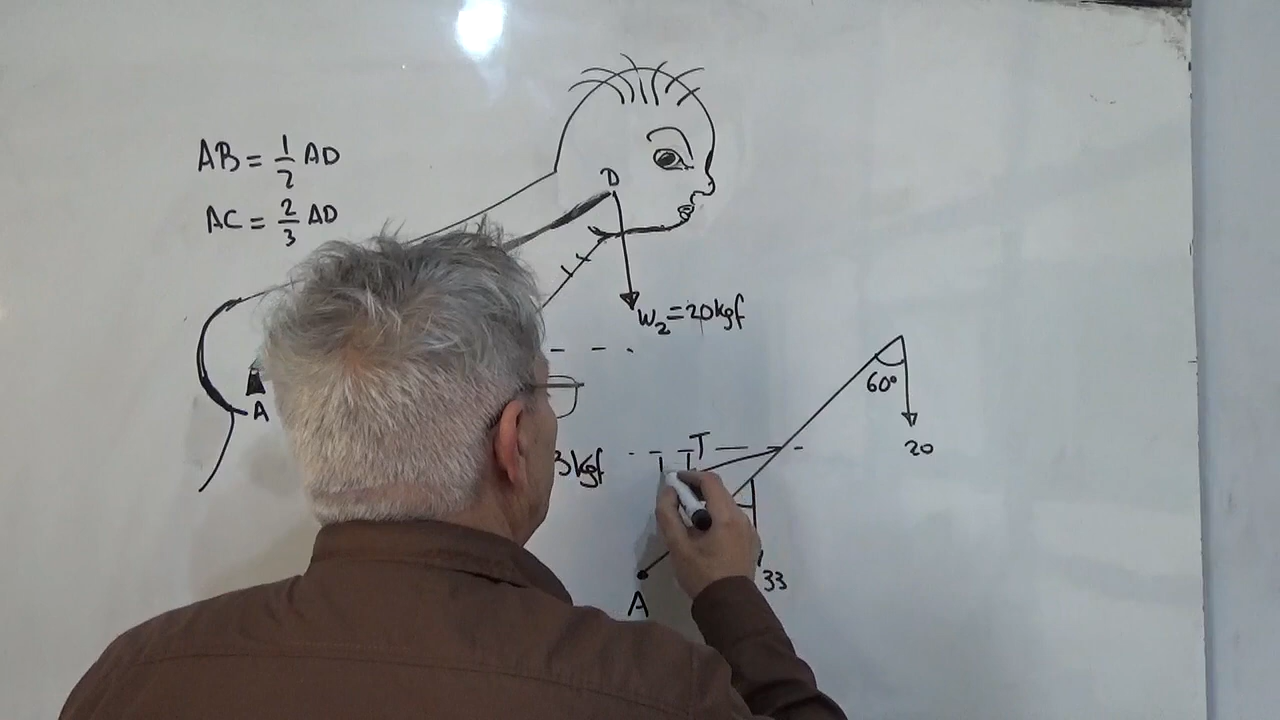 AB = 1/2 AD
AC = 2/3 AD
D
W₂=20kgf
A
3kgf
T
60°
20
33
A